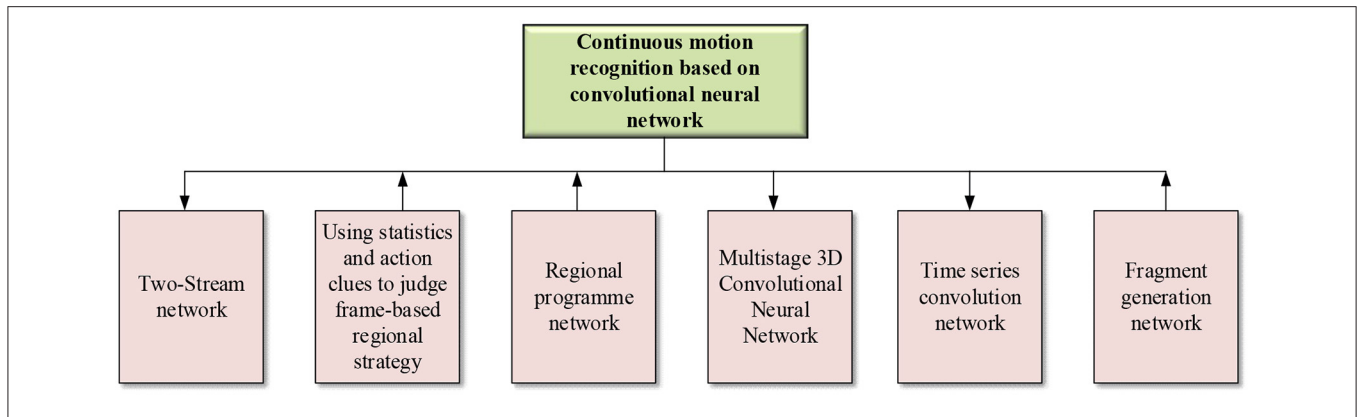 Continuous motion
recognition based on
convolutional neural
network
Two-Stream
network
Using statistics
and action
clues to judge
frame-based
regional
strategy
Regional
programme
network
Multistage 3D
Convolutional
Neural
Network
Time series
convolution
network
Fragment
generation
network